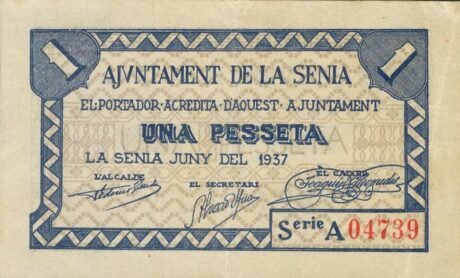 1 1
AJVNTAMENT DE LA SENIA
EL·PORTADOR·ACREDITA·DAQUEST·AJUNTAMENT
UNA PESSETA
LA SENIA JUNY DEL 1937
L'ALCALDE EL SECRETARI EL CAIXER
Serie A 04739